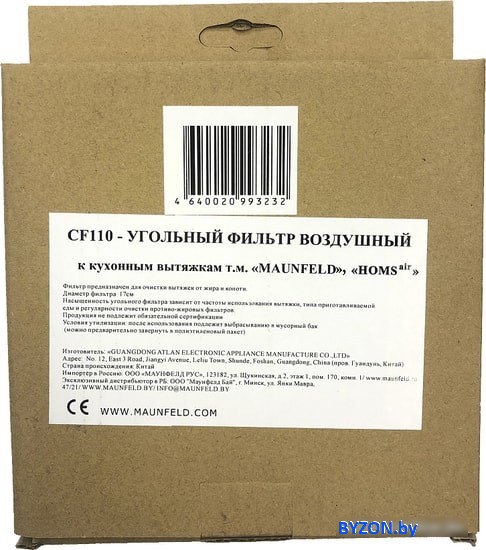 4 640020 993232
CF110 - УГОЛЬНЫЙ ФИЛЬТР ВОЗДУШНЫЙ
к кухонным вытяжкам т.м. «MAUNFELD», «HOMSair»
Фильтр предназначен для очистки вытяжек от жира и копоти.
Диаметр фильтра 17см
Насыщенность угольного фильтра зависит от частоты использования вытяжки, типа приготавливаемой
еды и регулярности очистки противо-жировых фильтров.
Продукция не подлежит обязательной сертификации
Условия утилизации: после использования подлежит выбрасыванию в мусорный бак
(можно предварительно завернуть в полиэтиленовый пакет)
Изготовитель: «GUANGDONG ATLAN ELECTRONIC APPLIANCE MANUFACTURE CO.,LTD»
Адрес: No. 12, East 3 Road, Jiangyi Avenue, Leliu Town, Shunde, Foshan, Guangdong, China (пров. Гуандунь, Китай)
Страна происхождения: Китай
Импортер в Россию: ООО «МАУНФЕЛД РУС», 123182, ул. Щукинская, д.2, этаж 1, пом. 170, комн. 1/ www.maunfeld.ru
Эксклюзивный дистрибьютор в РБ: ООО "Маунфелд Бай", г. Минск, ул. Янки Мавра,
47/21/ WWW.MAUNFELD.BY/INFO@MAUNFELD.BY
CE WWW.MAUNFELD.COM
BYZON.by